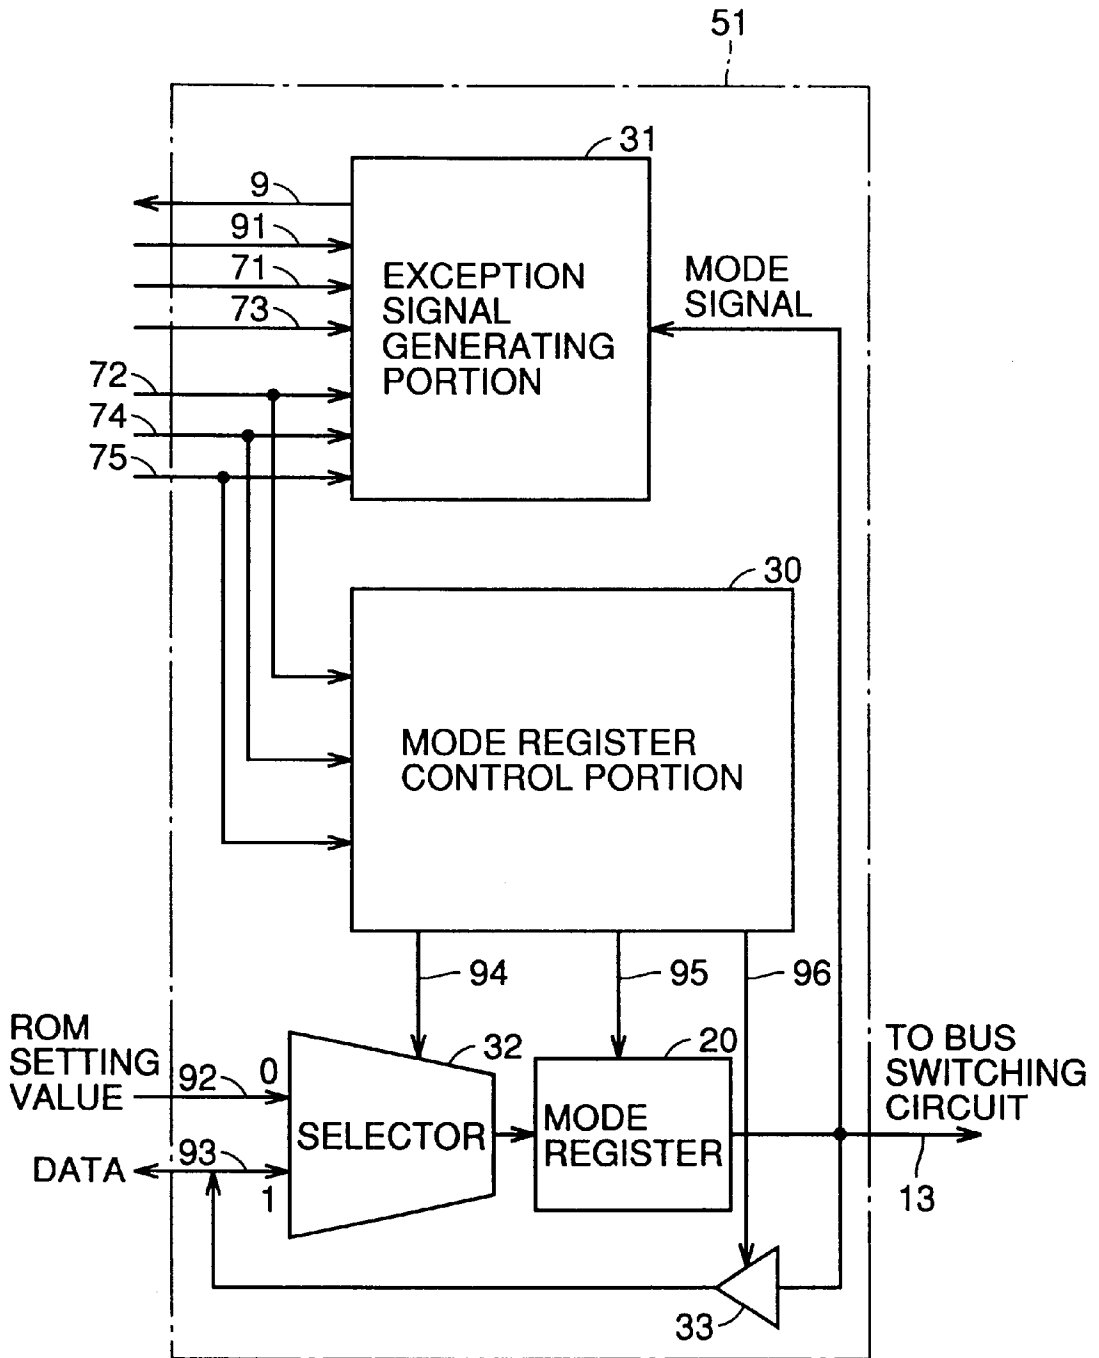 51
31
9
91
71
73
72
74
75
EXCEPTION
SIGNAL
GENERATING
PORTION
MODE
SIGNAL
30
MODE REGISTER
CONTROL PORTION
94
95
96
ROM
SETTING
VALUE
92
0
32
SELECTOR
20
MODE
REGISTER
TO BUS
SWITCHING
CIRCUIT
DATA
93
1
13
33